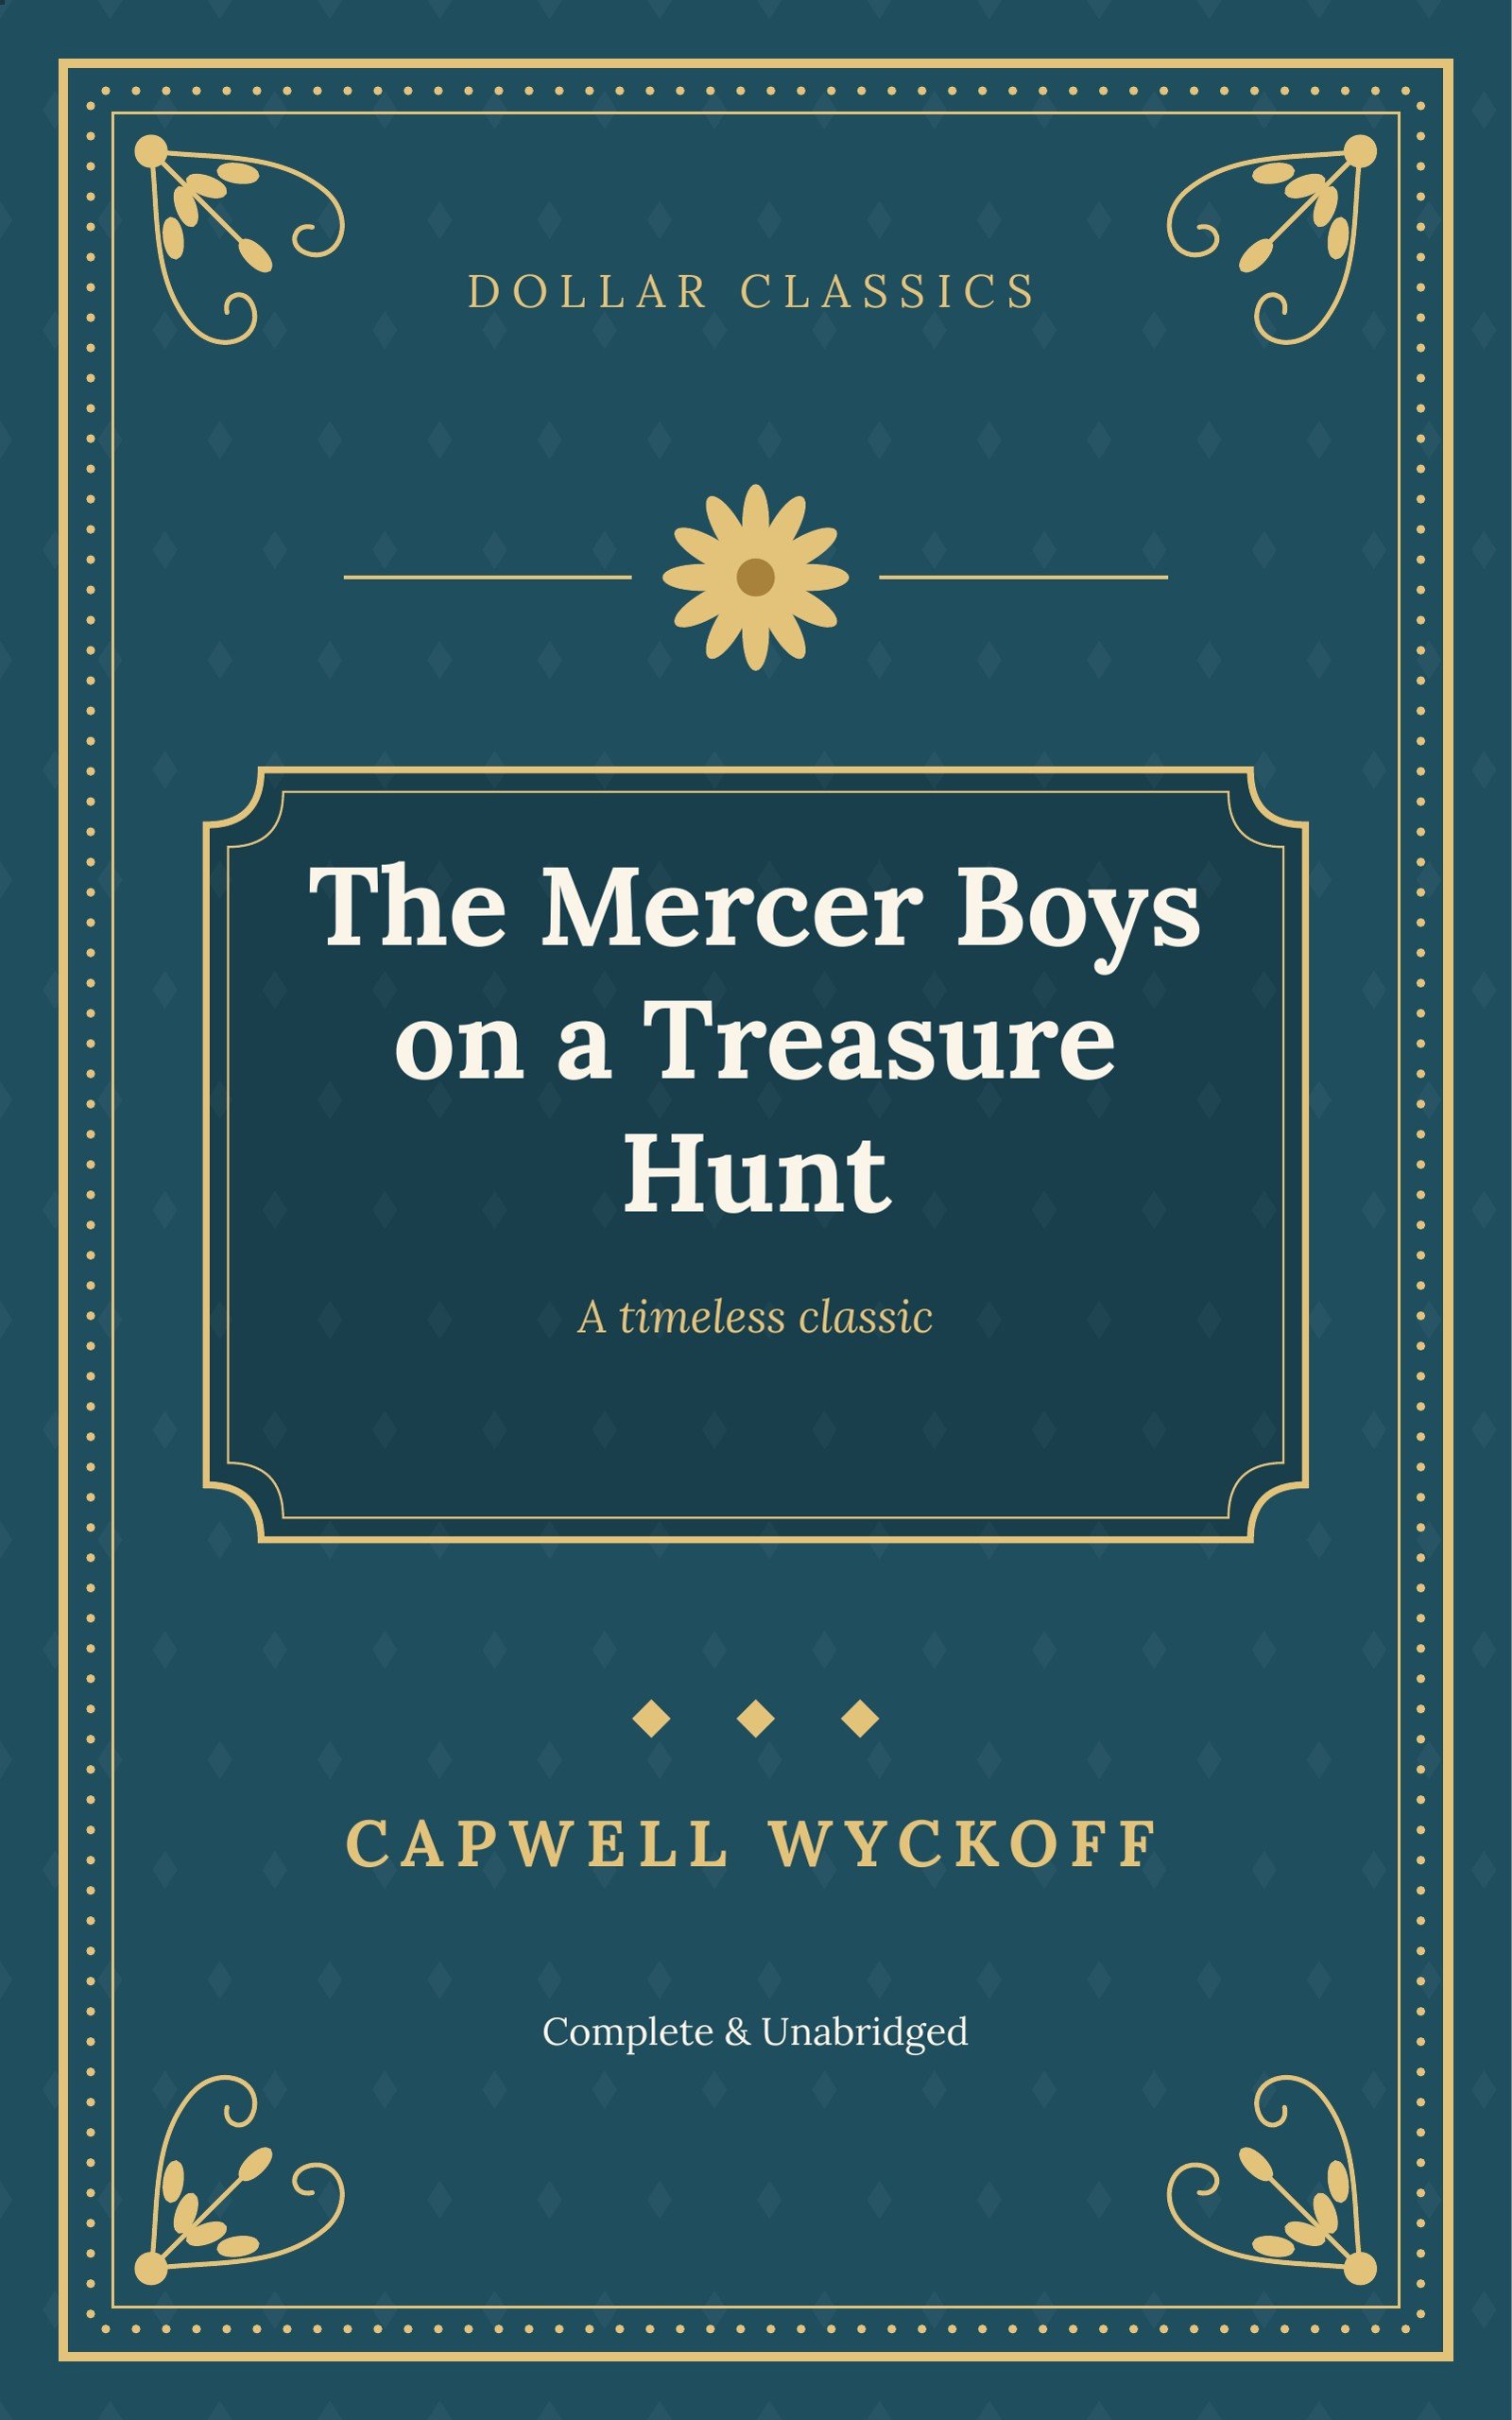 DOLLAR CLASSICS
The Mercer Boys
on a Treasure
Hunt
A timeless classic
CAPWELL WYCKOFF
Complete & Unabridged